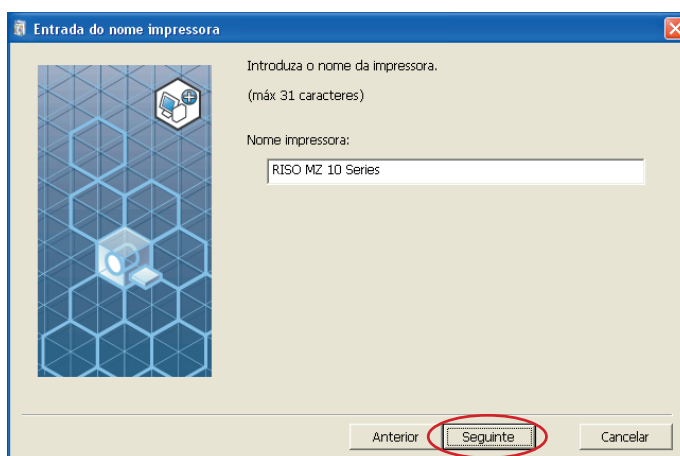 Entrada do nome impressora
Introduza o nome da impressora.
(máx 31 caracteres)
Nome impressora:
RISO MZ 10 Series
Anterior Seguinte Cancelar